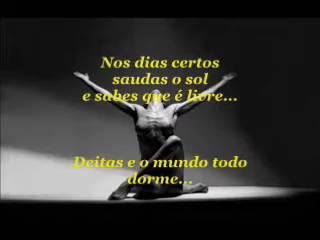 Nos dias certos
saudas o sol
e sabes que é livre...
Deitas e o mundo todo
dorme...